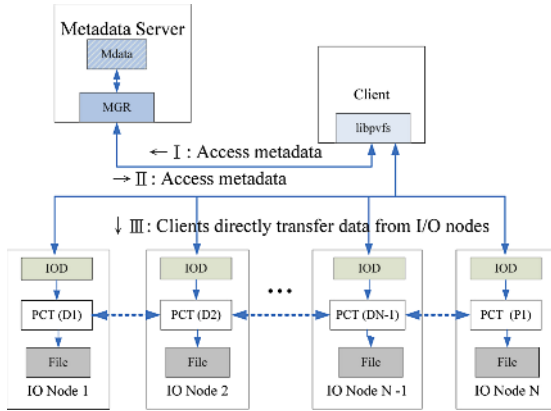 Metadata Server
Mdata
MGR
Client
libpvfs
← Ⅰ : Access metadata
→ Ⅱ : Access metadata
↓ Ⅲ : Clients directly transfer data from I/O nodes
IOD
IOD
IOD
IOD
...
PCT (D1)
PCT (D2)
PCT (DN-1)
PCT (P1)
File
File
File
File
IO Node 1
IO Node 2
IO Node N -1
IO Node N